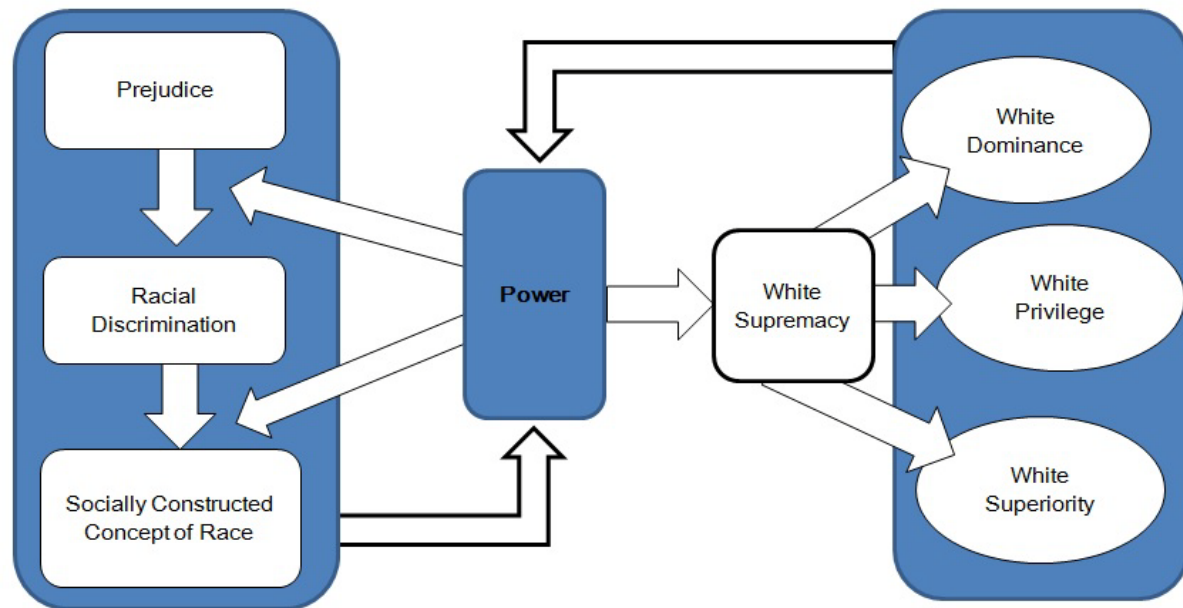 Prejudice
Racial
Discrimination
Socially Constructed
Concept of Race
Power
White
Supremacy
White
Dominance
White
Privilege
White
Superiority